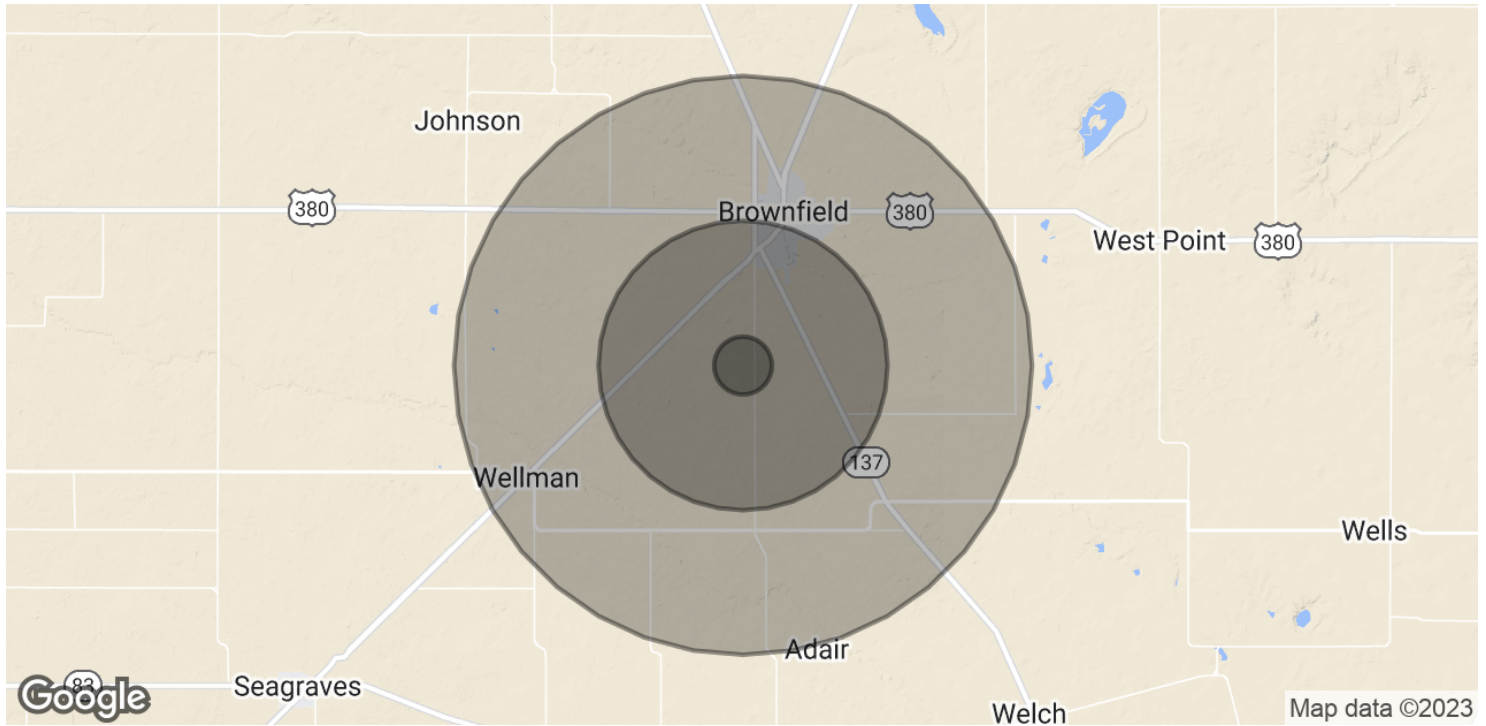 Johnson
380
Brownfield
380
West Point
380
Wellman
137
Wells
Adair
83
Seagraves
Welch
Google
Map data ©2023